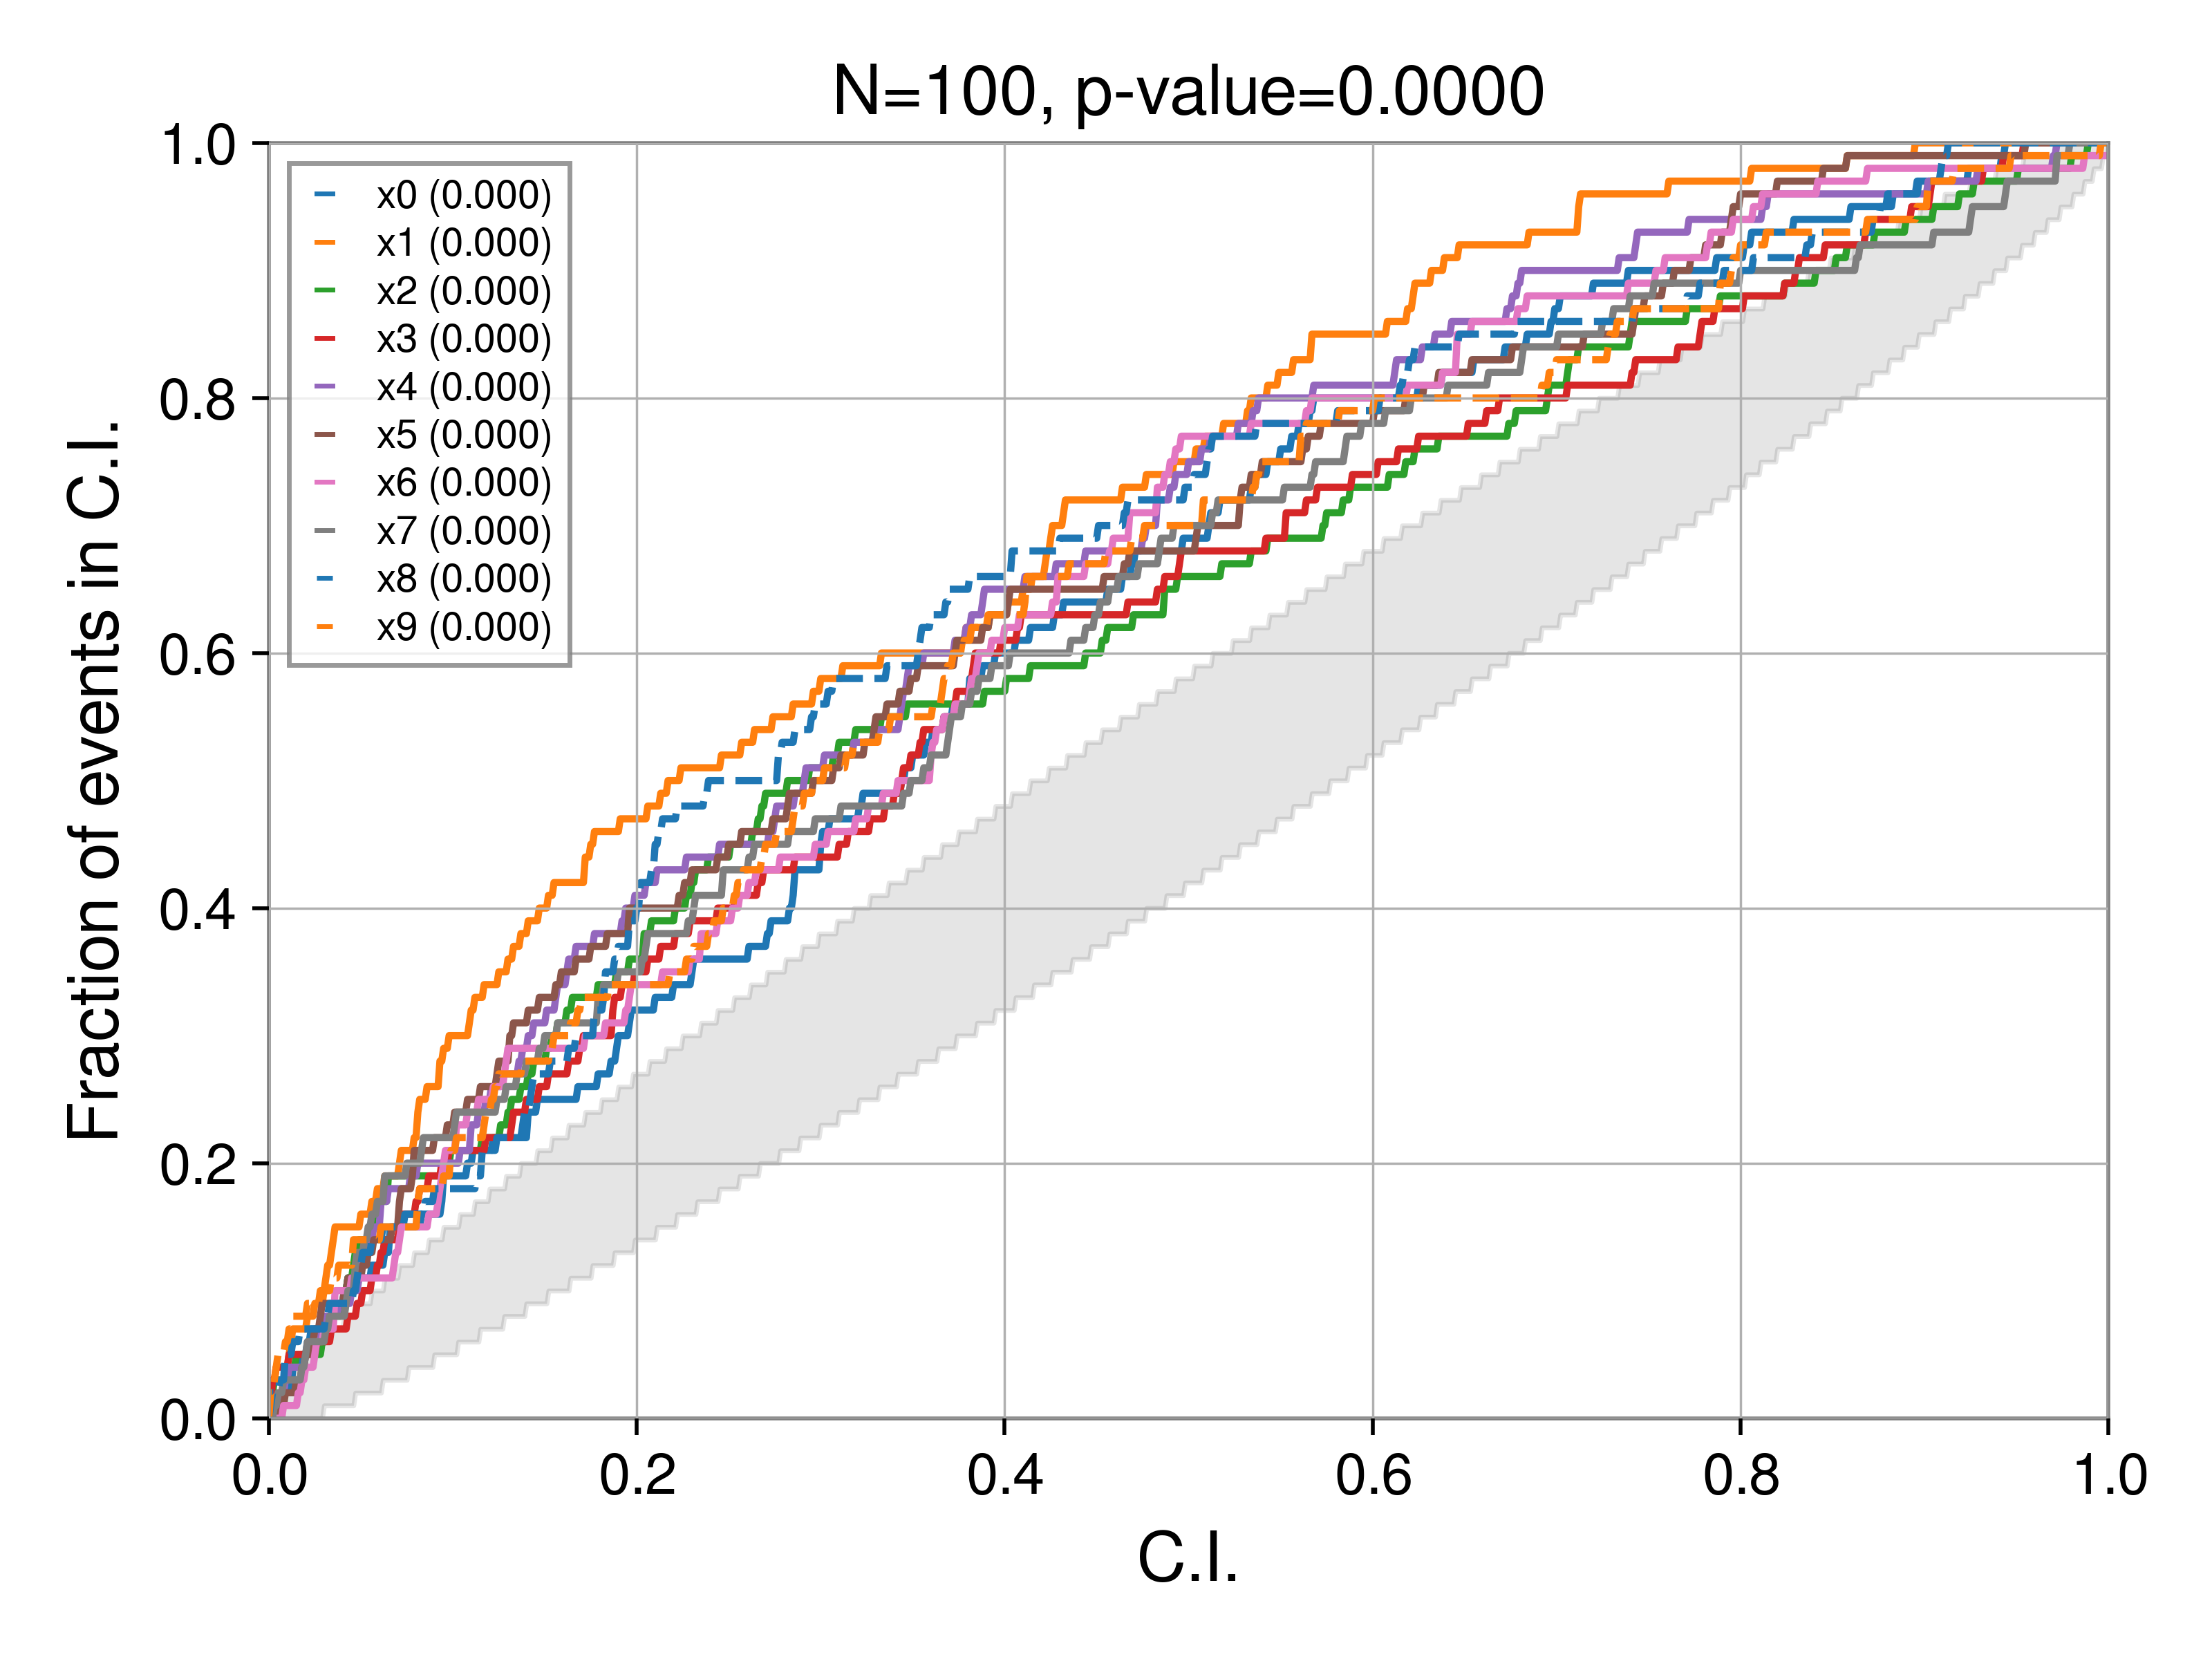 N=100, p-value=0.0000
1.0
0.8
0.6
0.4
0.2
0.0
Fraction of events in C.I.
x0 (0.000)
x1 (0.000)
x2 (0.000)
x3 (0.000)
x4 (0.000)
x5 (0.000)
x6 (0.000)
x7 (0.000)
x8 (0.000)
x9 (0.000)
0.0 0.2 0.4 0.6 0.8 1.0
C.I.